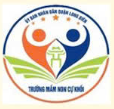 ỦY BAN NHÂN DÂN QUẬN LONG BIÊN
TRƯỜNG MẦM NON CỰ KHỐI